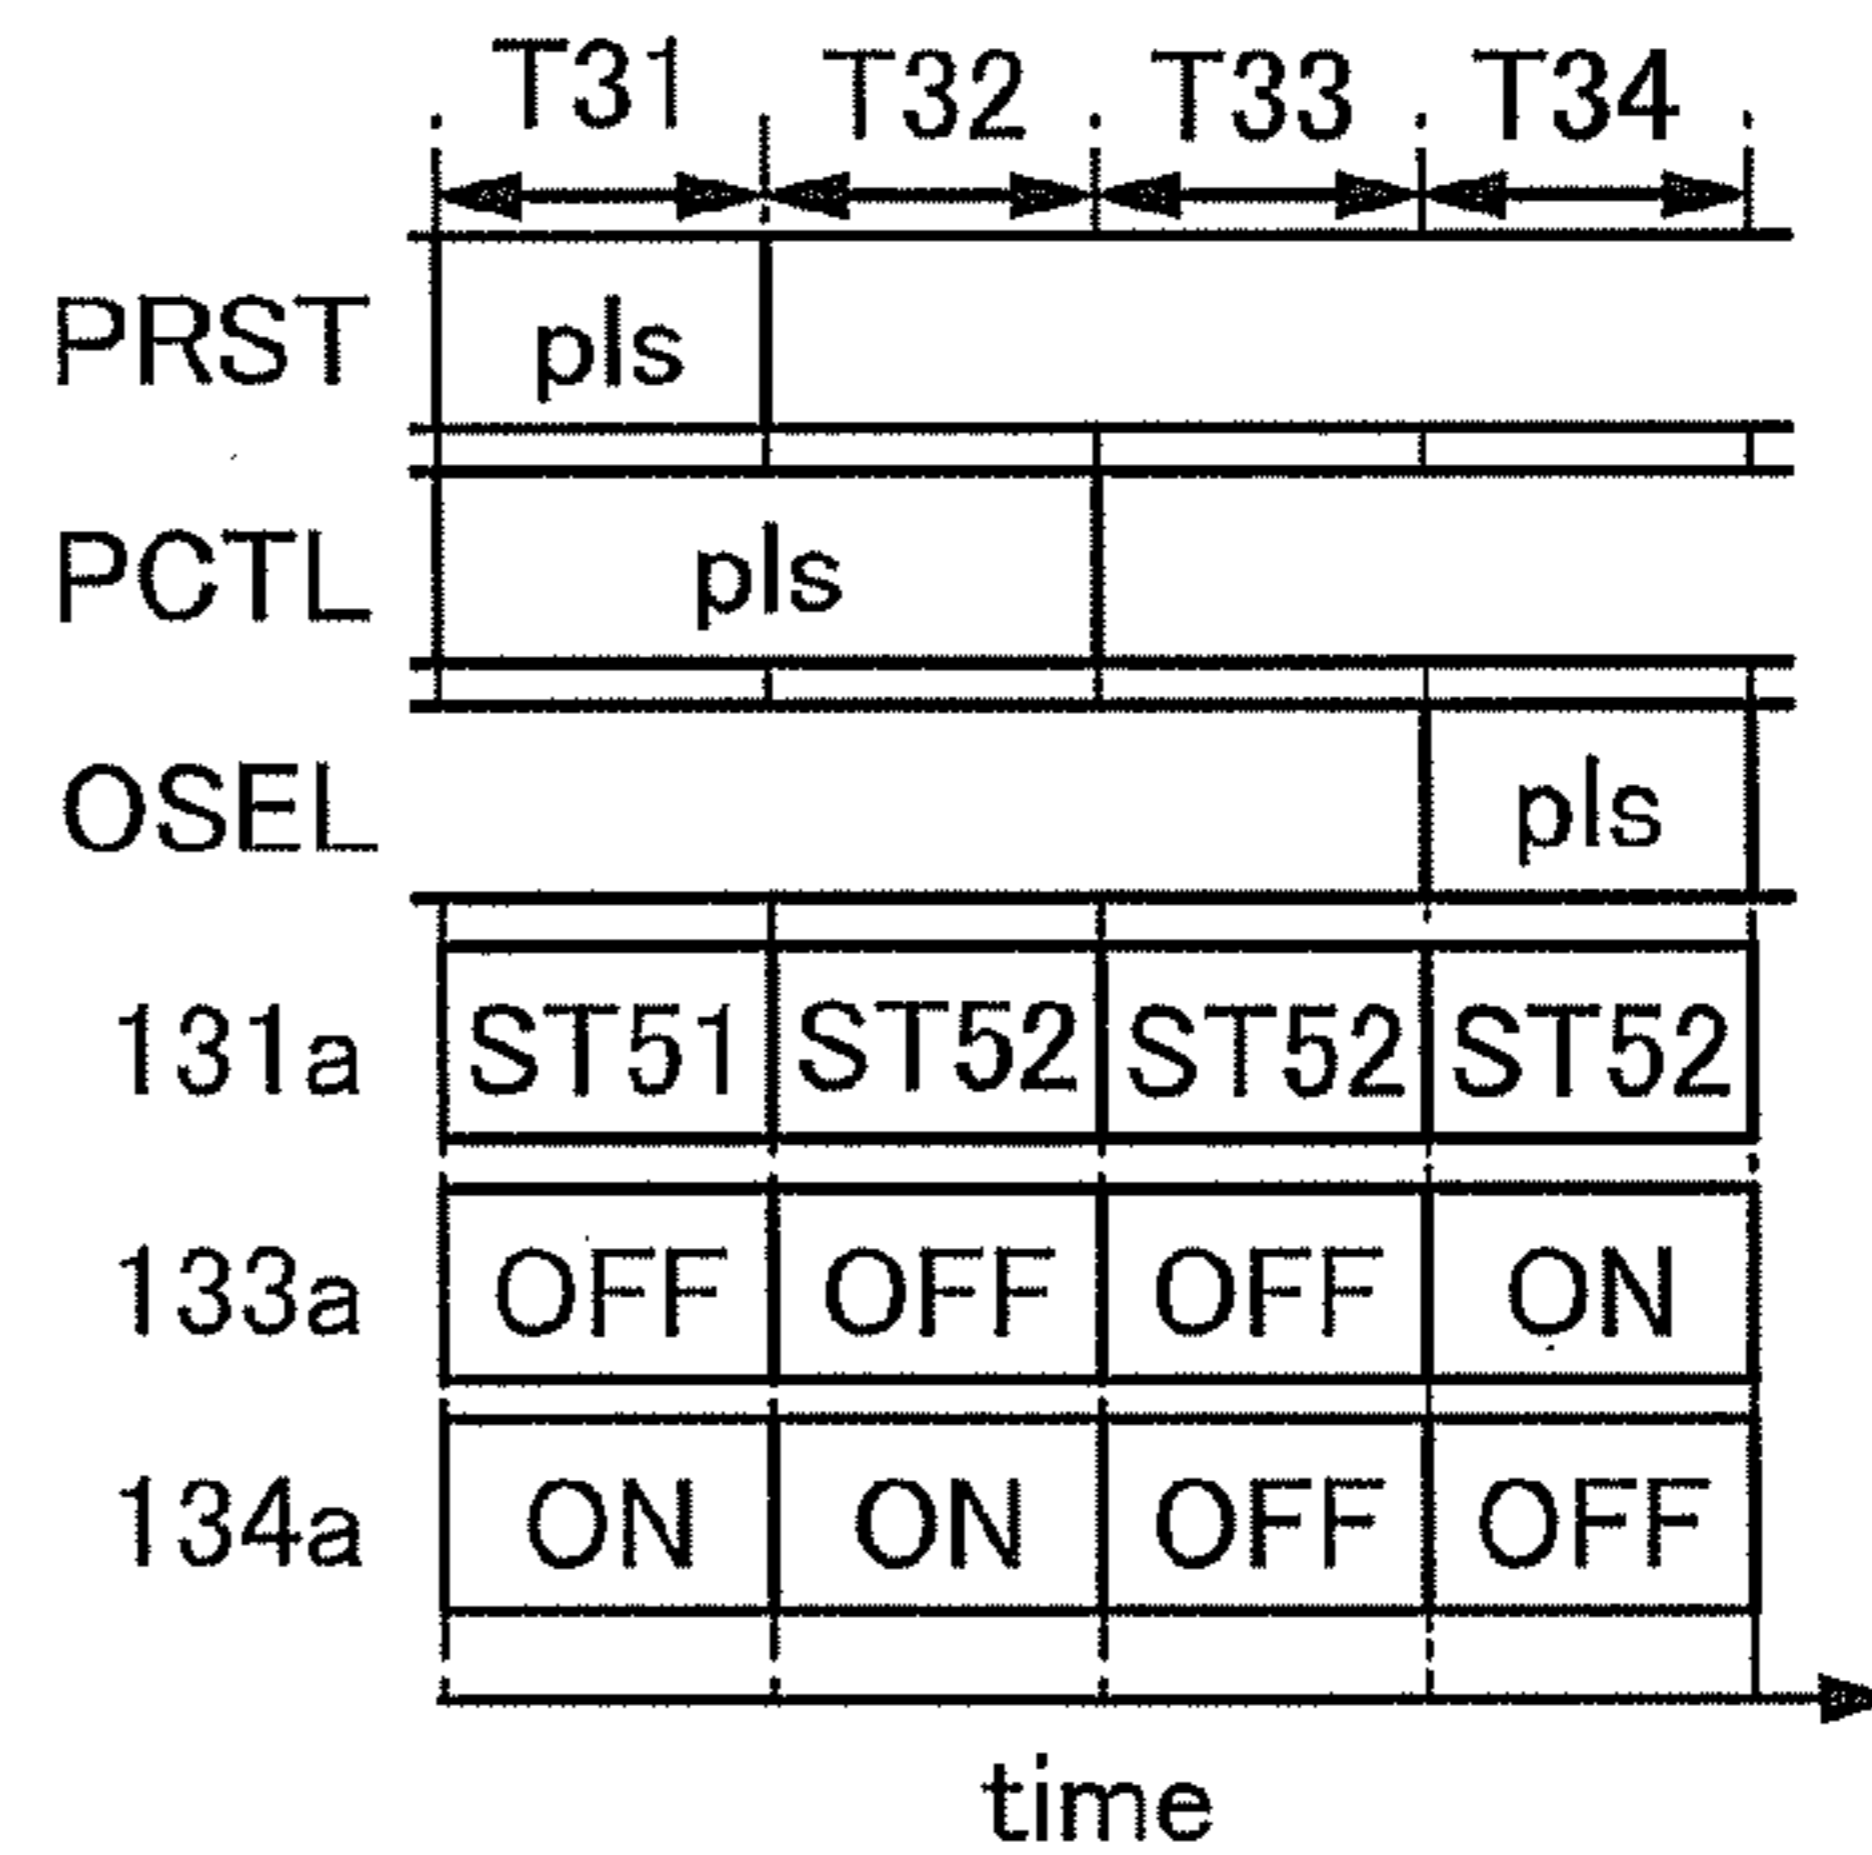 T31 T32 T33 T34
PRST pls
PCTL pls
OSEL pls
131a ST51 ST52 ST52 ST52
133a OFF OFF OFF ON
134a ON ON OFF OFF
time